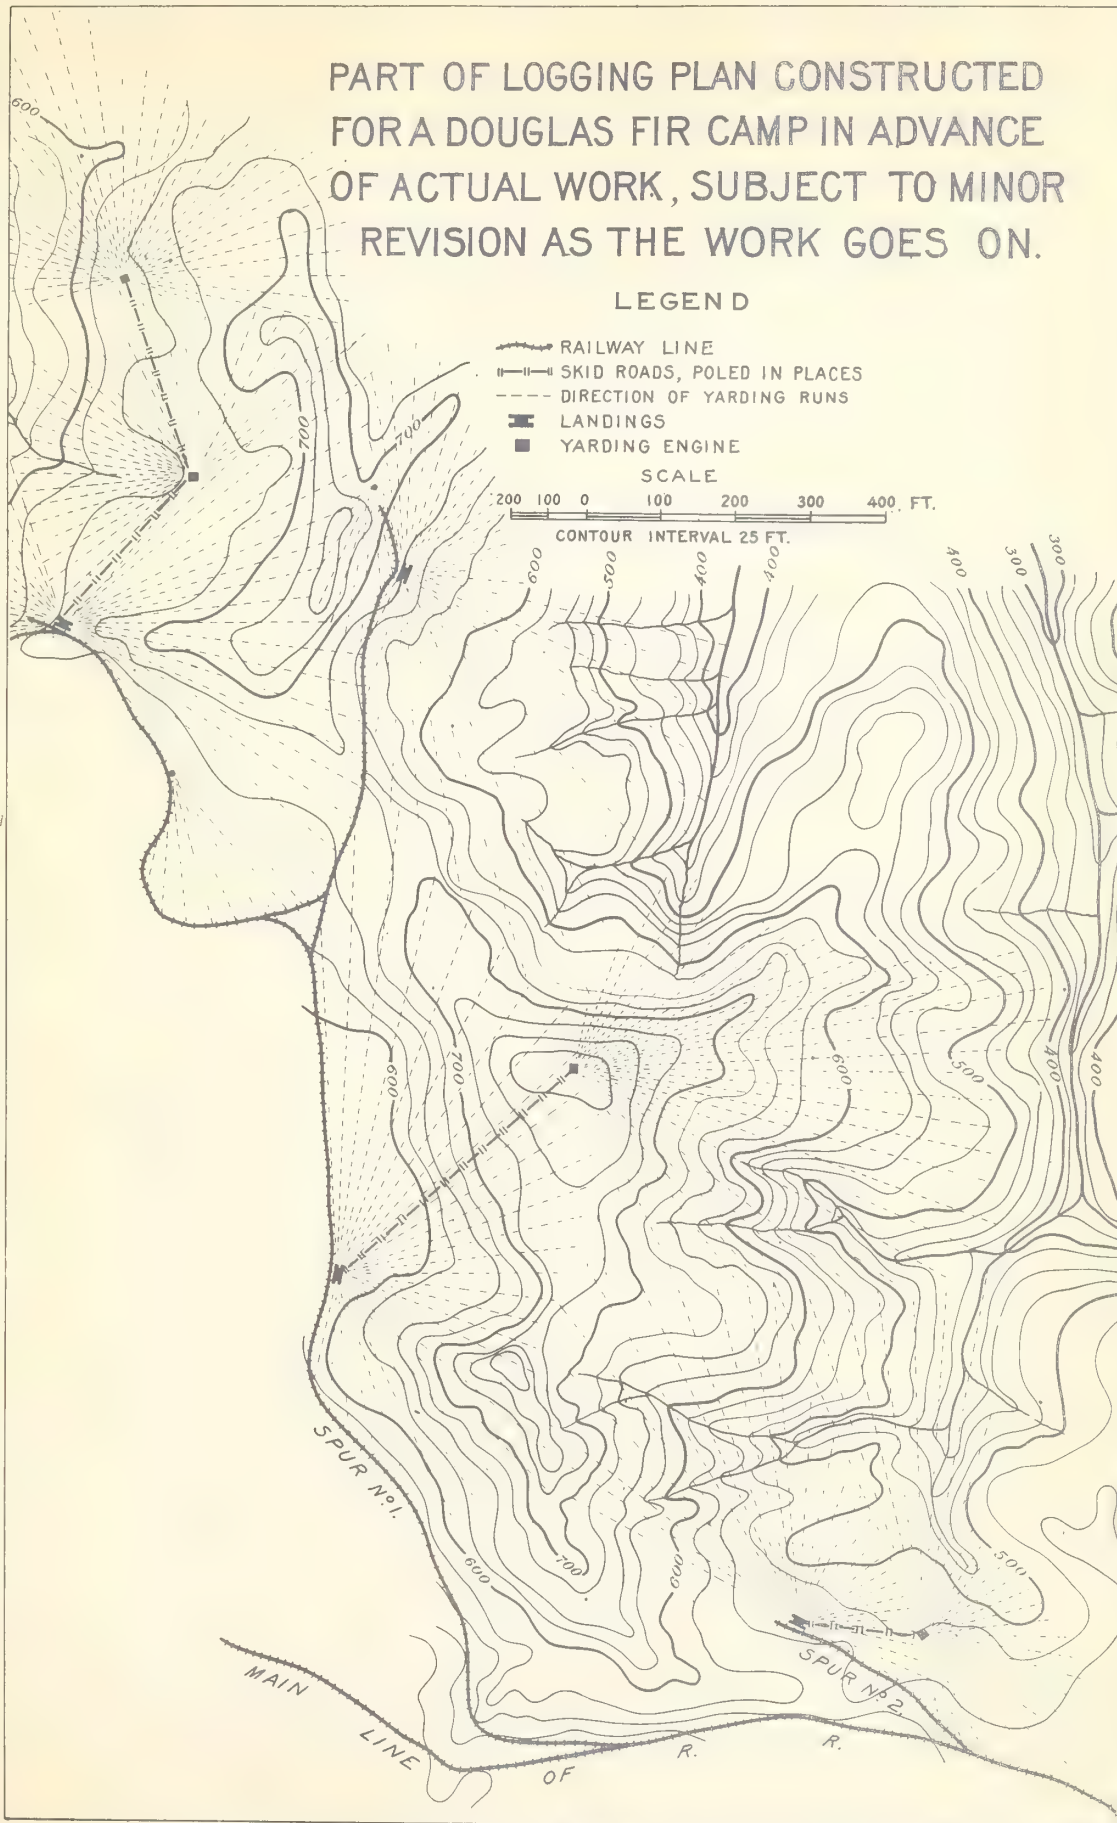 PART OF LOGGING PLAN CONSTRUCTED
FOR A DOUGLAS FIR CAMP IN ADVANCE
OF ACTUAL WORK, SUBJECT TO MINOR
REVISION AS THE WORK GOES ON.
LEGEND
RAILWAY LINE
SKID ROADS, POLED IN PLACES
DIRECTION OF YARDING RUNS
LANDINGS
YARDING ENGINE
SCALE
200 100 0 100 200 300 400 FT.
CONTOUR INTERVAL 25 FT.
600
700
700
600
500
400
400
400
300
300
600
700
600
500
400
400
SPUR Nº1.
600
700
600
500
SPUR Nº2.
MAIN
LINE
OF
R.
R.